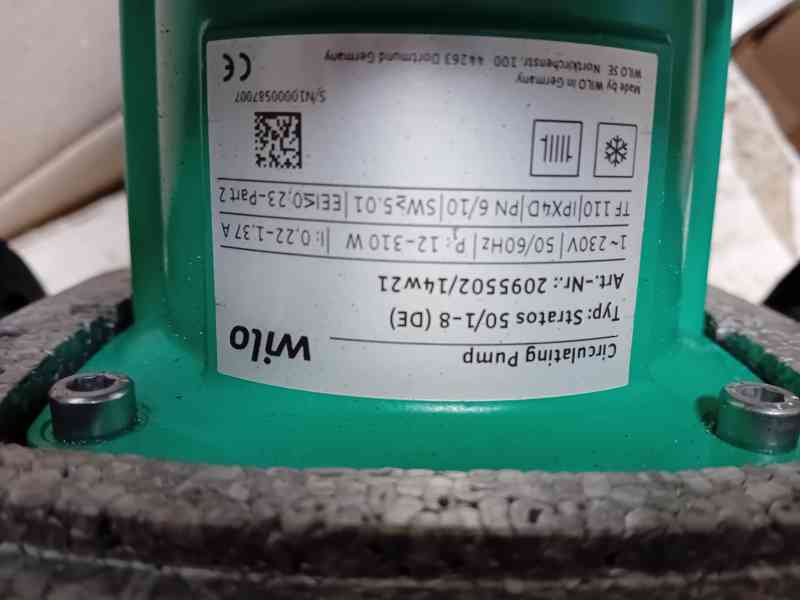 Circulating Pump
wilo
Typ: Stratos 50/1-8 (DE)
Art.-Nr.: 2095502/14w21
1~230V | 50/60Hz | P₁: 12-310 W | I: 0,22-1,37 A
TF 110 | IPX4D | PN 6/10 | SW≥5.01 | EEI≤0,23-Part 2
S/N100000587007
Made by WILO in Germany
WILO SE Nortkirchenstr. 100 44263 Dortmund Germany
CE